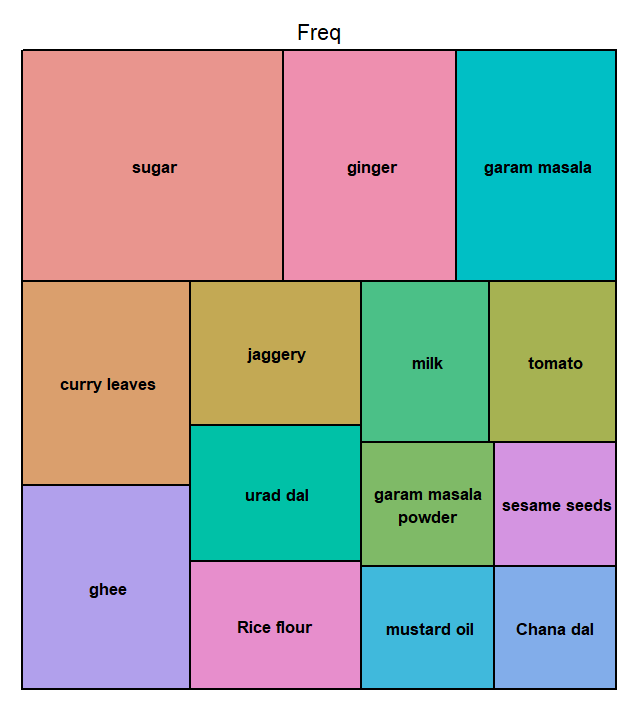 Freq
sugar
ginger
garam masala
curry leaves
jaggery
milk
tomato
urad dal
garam masala
powder
sesame seeds
ghee
Rice flour
mustard oil
Chana dal